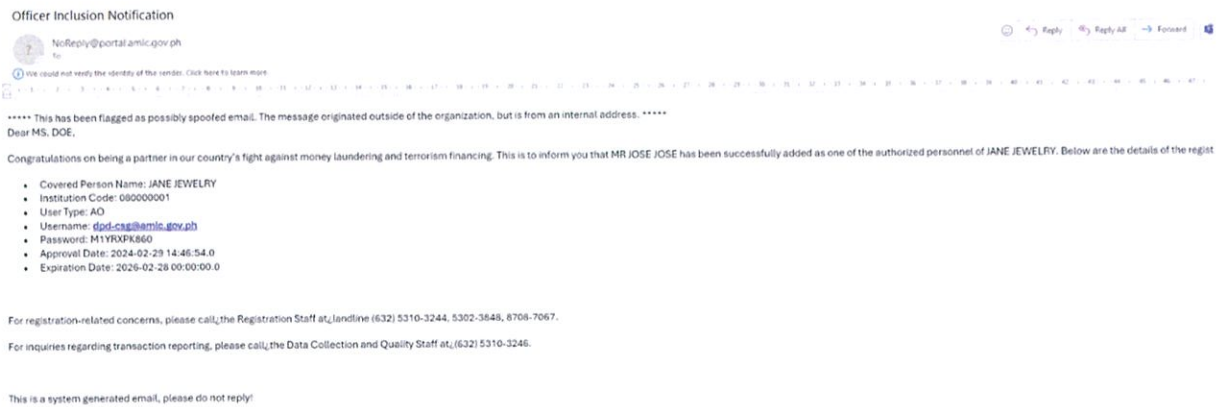 Officer Inclusion Notification
NoReply@portal.amlc.gov.ph
To
Reply Reply All Forward
We could not verify the identity of the sender. Click here to learn more.
***** This has been flagged as possibly spoofed email. The message originated outside of the organization, but is from an internal address. *****
Dear MS. DOE,
Congratulations on being a partner in our country's fight against money laundering and terrorism financing. This is to inform you that MR JOSE JOSE has been successfully added as one of the authorized personnel of JANE JEWELRY. Below are the details of the regist
• Covered Person Name: JANE JEWELRY
• Institution Code: 080000001
• User Type: AO
• Username: dpd-csg@amlc.gov.ph
• Password: M1YRXPK860
• Approval Date: 2024-02-29 14:46:54.0
• Expiration Date: 2026-02-28 00:00:00.0
For registration-related concerns, please call¿the Registration Staff at¿landline (632) 5310-3244, 5302-3848, 8708-7067.
For inquiries regarding transaction reporting, please call¿the Data Collection and Quality Staff at¿(632) 5310-3246.
This is a system generated email, please do not reply!